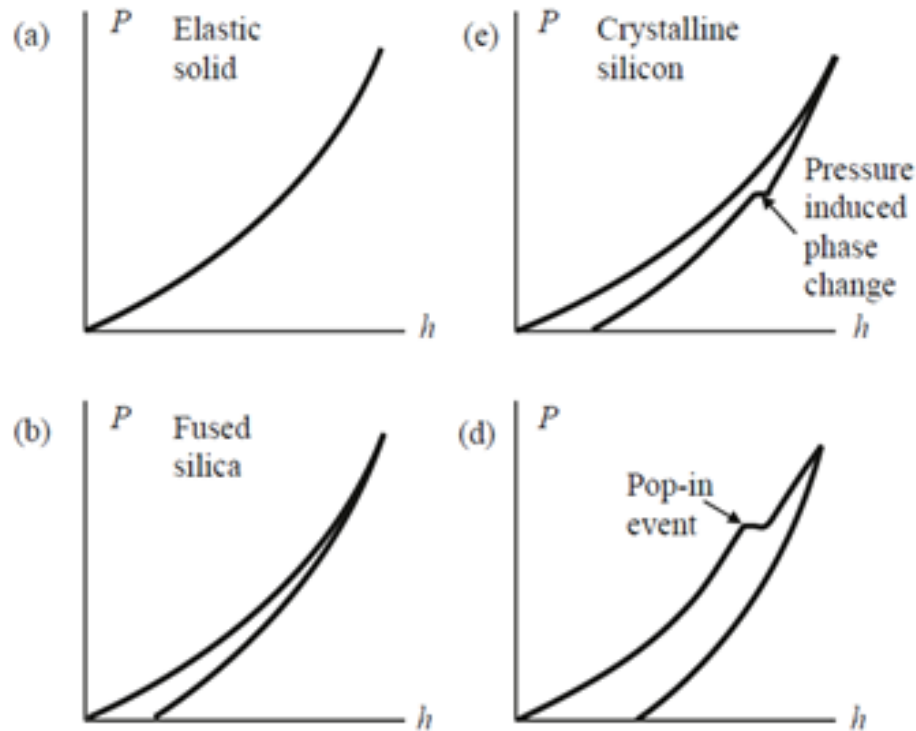 (a)
P
Elastic
solid
h
(e)
P
Crystalline
silicon
Pressure
induced
phase
change
h
(b)
P
Fused
silica
h
(d)
P
Pop-in
event
h